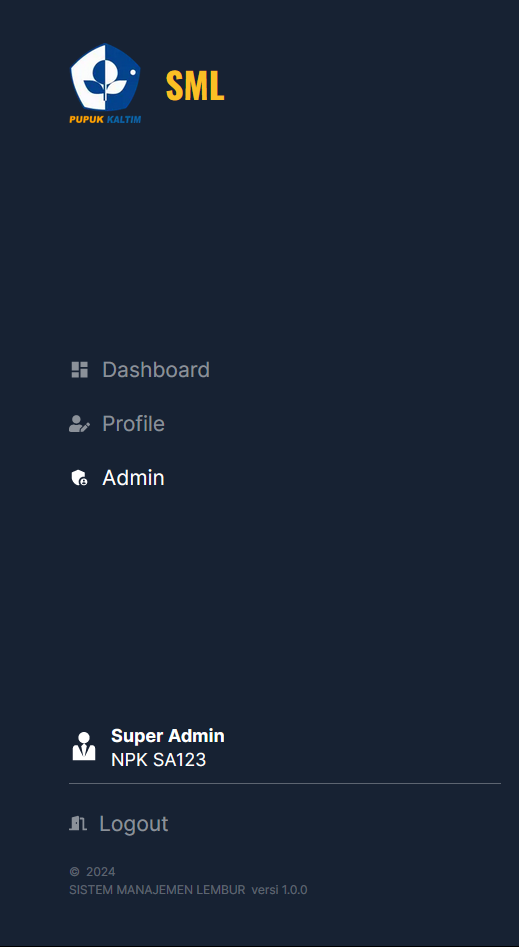 SML
PUPUK KALTIM
Dashboard
Profile
Admin
Super Admin
NPK SA123
Logout
© 2024
SISTEM MANAJEMEN LEMBUR versi 1.0.0